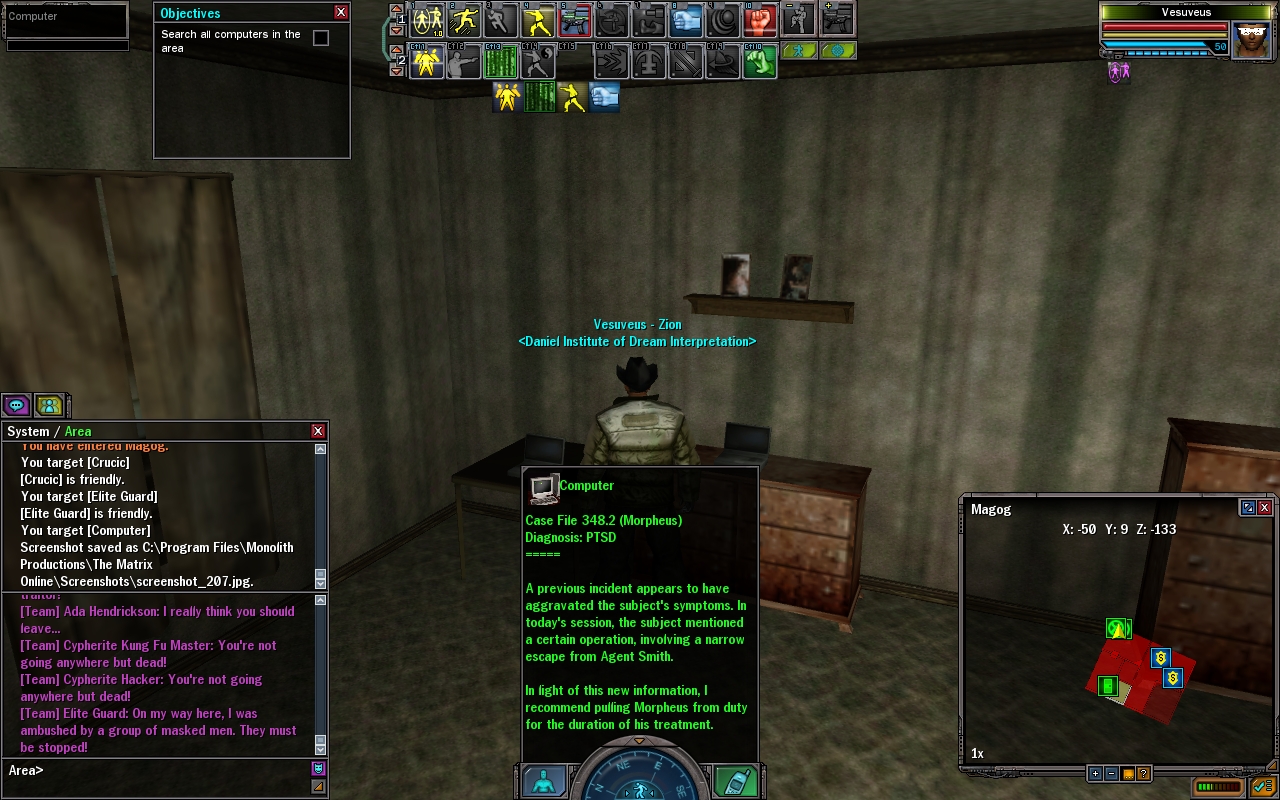 Computer
Objectives
Search all computers in the
area
1
2
1.0
Vesuveus
50
Vesuveus - Zion
<Daniel Institute of Dream Interpretation>
System / Area
You have entered Magog.
You target [Crucic]
[Crucic] is friendly.
You target [Elite Guard]
[Elite Guard] is friendly.
You target [Computer]
Screenshot saved as C:\Program Files\Monolith
Productions\The Matrix
Online\Screenshots\screenshot_207.jpg.
traitor!
[Team] Ada Hendrickson: I really think you should
leave...
[Team] Cypherite Kung Fu Master: You're not
going anywhere but dead!
[Team] Cypherite Hacker: You're not going
anywhere but dead!
[Team] Elite Guard: On my way here, I was
ambushed by a group of masked men. They must
be stopped!
Area>
Computer
Case File 348.2 (Morpheus)
Diagnosis: PTSD
=====
A previous incident appears to have
aggravated the subject's symptoms. In
today's session, the subject mentioned
a certain operation, involving a narrow
escape from Agent Smith.
In light of this new information, I
recommend pulling Morpheus from duty
for the duration of his treatment.
N NE E SE
Magog
X: -50 Y: 9 Z: -133
1x